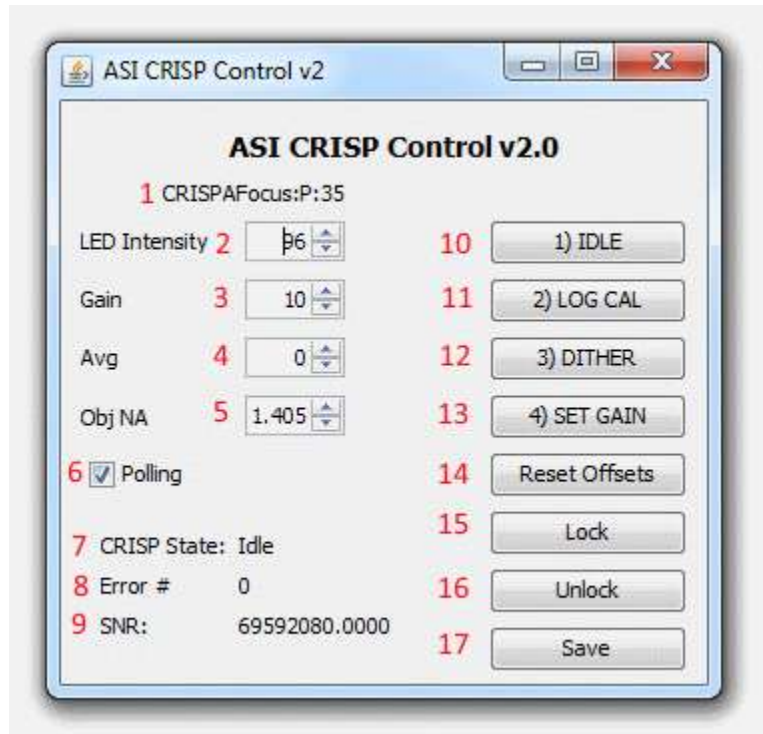 ASI CRISP Control v2
ASI CRISP Control v2.0
1 CRISPAFocus:P:35
LED Intensity 2 96 10 1) IDLE
Gain 3 10 11 2) LOG CAL
Avg 4 0 12 3) DITHER
Obj NA 5 1.405 13 4) SET GAIN
6 Polling 14 Reset Offsets
15 Lock
7 CRISP State: Idle
8 Error # 0 16 Unlock
9 SNR: 69592080.0000
17 Save